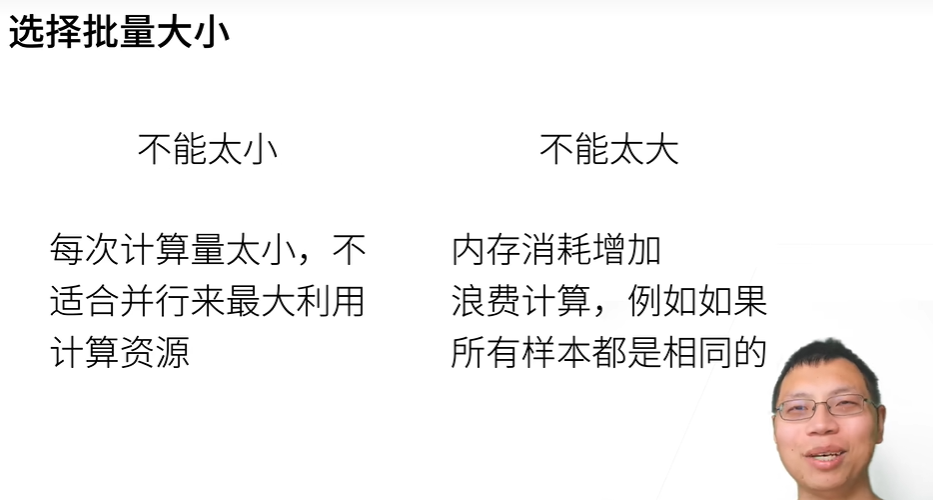 选择批量大小
不能太小
每次计算量太小，不
适合并行来最大利用
计算资源
不能太大
内存消耗增加
浪费计算，例如如果
所有样本都是相同的